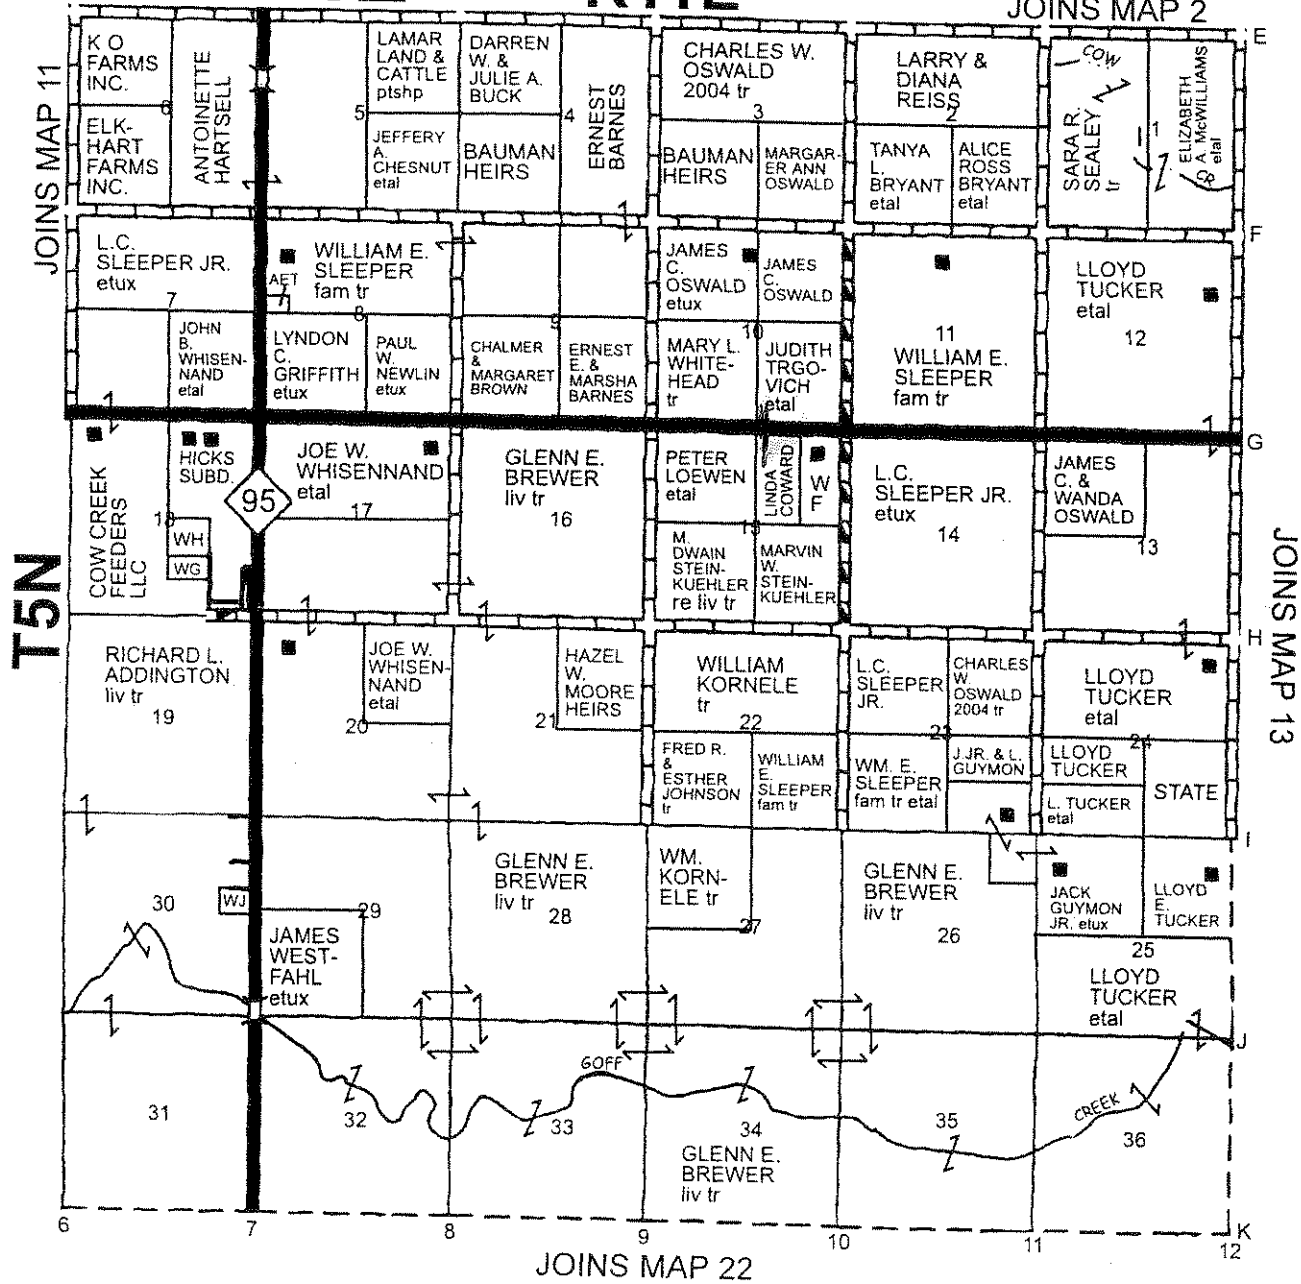 JOINS MAP 2
JOINS MAP 11
T5N
JOINS MAP 13
E
K O
FARMS
INC.
6
ELK-
HART
FARMS
INC.
ANTOINETTE
HARTSELL
LAMAR
LAND &
CATTLE
ptshp
5
JEFFERY
A.
CHESNUT
etal
DARREN
W. &
JULIE A.
BUCK
4
BAUMAN
HEIRS
ERNEST
BARNES
CHARLES W.
OSWALD
2004 tr
3
BAUMAN
HEIRS
MARGAR-
ER ANN
OSWALD
LARRY &
DIANA
REISS
2
TANYA
L.
BRYANT
etal
ALICE
ROSS
BRYANT
etal
COW
SARA R.
SEALEY
tr
1
ELIZABETH
A. McWILLIAMS
etal
CR
F
L.C.
SLEEPER JR.
etux
7
JOHN
B.
WHISEN-
NAND
etal
AET
WILLIAM E.
SLEEPER
fam tr
8
LYNDON
C.
GRIFFITH
etux
PAUL
W.
NEWLIN
etux
9
CHALMER
&
MARGARET
BROWN
ERNEST
E. &
MARSHA
BARNES
JAMES
C.
OSWALD
etux
JAMES
C.
OSWALD
10
MARY L.
WHITE-
HEAD
tr
JUDITH
TRGO-
VICH
etal
11
WILLIAM E.
SLEEPER
fam tr
LLOYD
TUCKER
etal
12
G
COW CREEK
FEEDERS
LLC
HICKS
SUBD.
18
WH
WG
95
JOE W.
WHISENNAND
etal
17
GLENN E.
BREWER
liv tr
16
PETER
LOEWEN
etal
LINDA
COWARD
W
F
15
M.
DWAIN
STEIN-
KUEHLER
re liv tr
MARVIN
W.
STEIN-
KUEHLER
L.C.
SLEEPER JR.
etux
14
JAMES
C. &
WANDA
OSWALD
13
H
RICHARD L.
ADDINGTON
liv tr
19
JOE W.
WHISEN-
NAND
etal
20
HAZEL
W.
MOORE
HEIRS
21
WILLIAM
KORNELE
tr
22
FRED R.
&
ESTHER
JOHNSON
tr
WILLIAM
E.
SLEEPER
fam tr
L.C.
SLEEPER
JR.
CHARLES
W.
OSWALD
2004 tr
23
WM. E.
SLEEPER
fam tr etal
J.JR. & L.
GUYMON
LLOYD
TUCKER
etal
24
LLOYD
TUCKER
L. TUCKER
etal
STATE
I
30
WJ
29
JAMES
WEST-
FAHL
etux
GLENN E.
BREWER
liv tr
28
WM.
KORN-
ELE tr
27
GLENN E.
BREWER
liv tr
26
JACK
GUYMON
JR. etux
LLOYD
E.
TUCKER
25
LLOYD
TUCKER
etal
J
31
32
GOFF
33
34
GLENN E.
BREWER
liv tr
35
CREEK
36
K
6
7
8
9
10
11
12
JOINS MAP 22